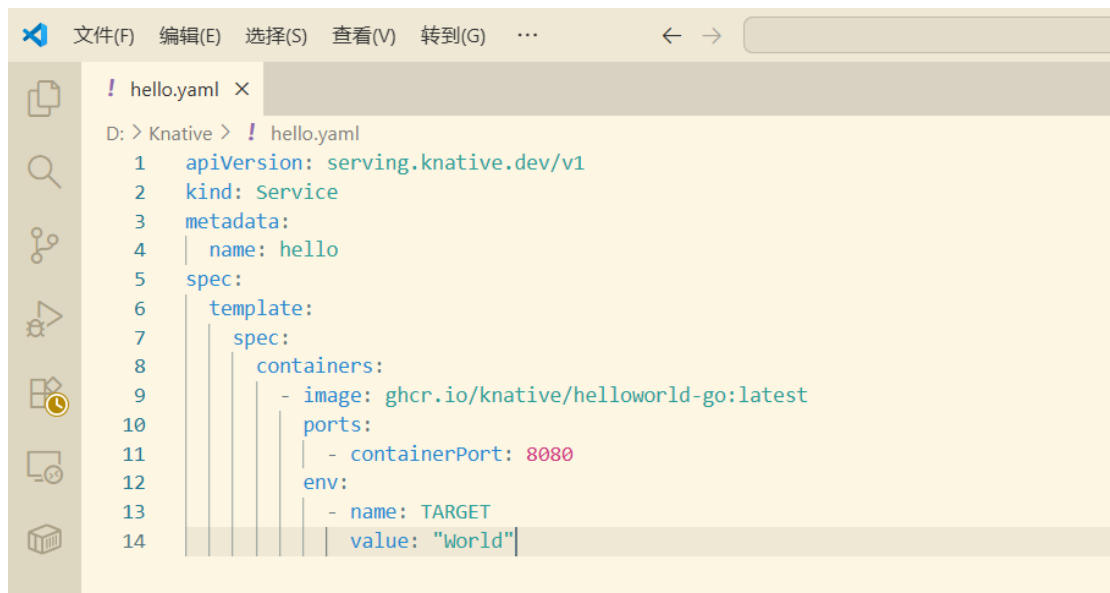 文件(F) 编辑(E) 选择(S) 查看(V) 转到(G) ···
! hello.yaml ×
D: > Knative > ! hello.yaml
1 apiVersion: serving.knative.dev/v1
2 kind: Service
3 metadata:
4   name: hello
5 spec:
6   template:
7     spec:
8       containers:
9         - image: ghcr.io/knative/helloworld-go:latest
10           ports:
11             - containerPort: 8080
12           env:
13             - name: TARGET
14               value: "World"